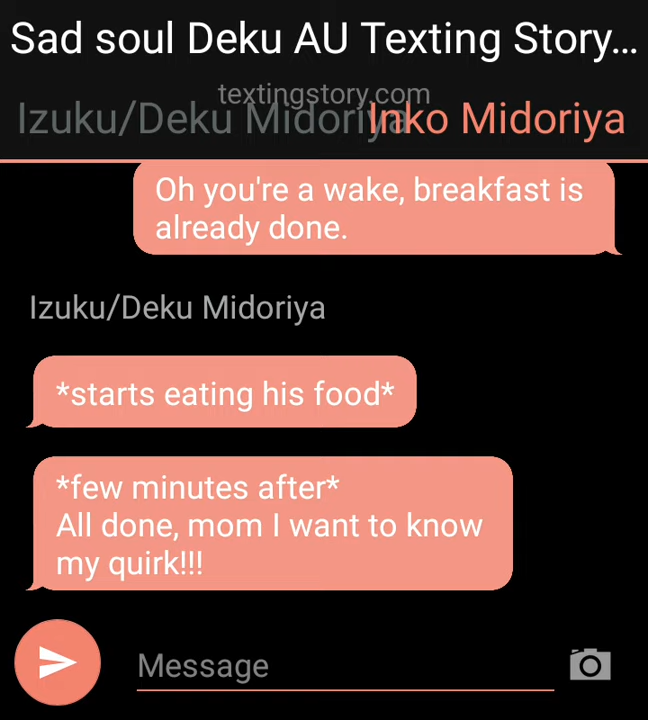 Sad soul Deku AU Texting Story...
textingstory.com
Izuku/Deku Midoriya Inko Midoriya
Oh you're a wake, breakfast is
already done.
Izuku/Deku Midoriya
*starts eating his food*
*few minutes after*
All done, mom I want to know
my quirk!!!
Message